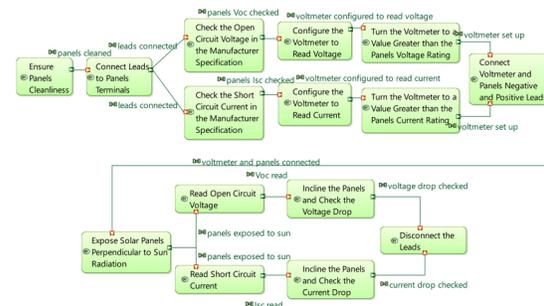 panels Voc checked
voltmeter configured to read voltage
Check the Open
Circuit Voltage in
the Manufacturer
Specification
Configure the
Voltmeter to
Read Voltage
Turn the Voltmeter to a
Value Greater than the
Panels Voltage Rating
voltmeter set up
leads connected
panels cleaned
Ensure
Panels
Cleanliness
Connect Leads
to Panels
Terminals
Connect
Voltmeter and
Panels Negative
and Positive Leads
panels Isc checked
voltmeter configured to read current
leads connected
Check the Short
Circuit Current in
the Manufacturer
Specification
Configure the
Voltmeter to
Read Current
Turn the Voltmeter to a
Value Greater than the
Panels Current Rating
voltmeter set up
voltmeter and panels connected
Voc read
Read Open Circuit
Voltage
Incline the Panels
and Check the
Voltage Drop
voltage drop checked
panels exposed to sun
Expose Solar Panels
Perpendicular to Sun
Radiation
Disconnect the
Leads
panels exposed to sun
Read Short Circuit
Current
Incline the Panels
and Check the
Current Drop
current drop checked
Isc read